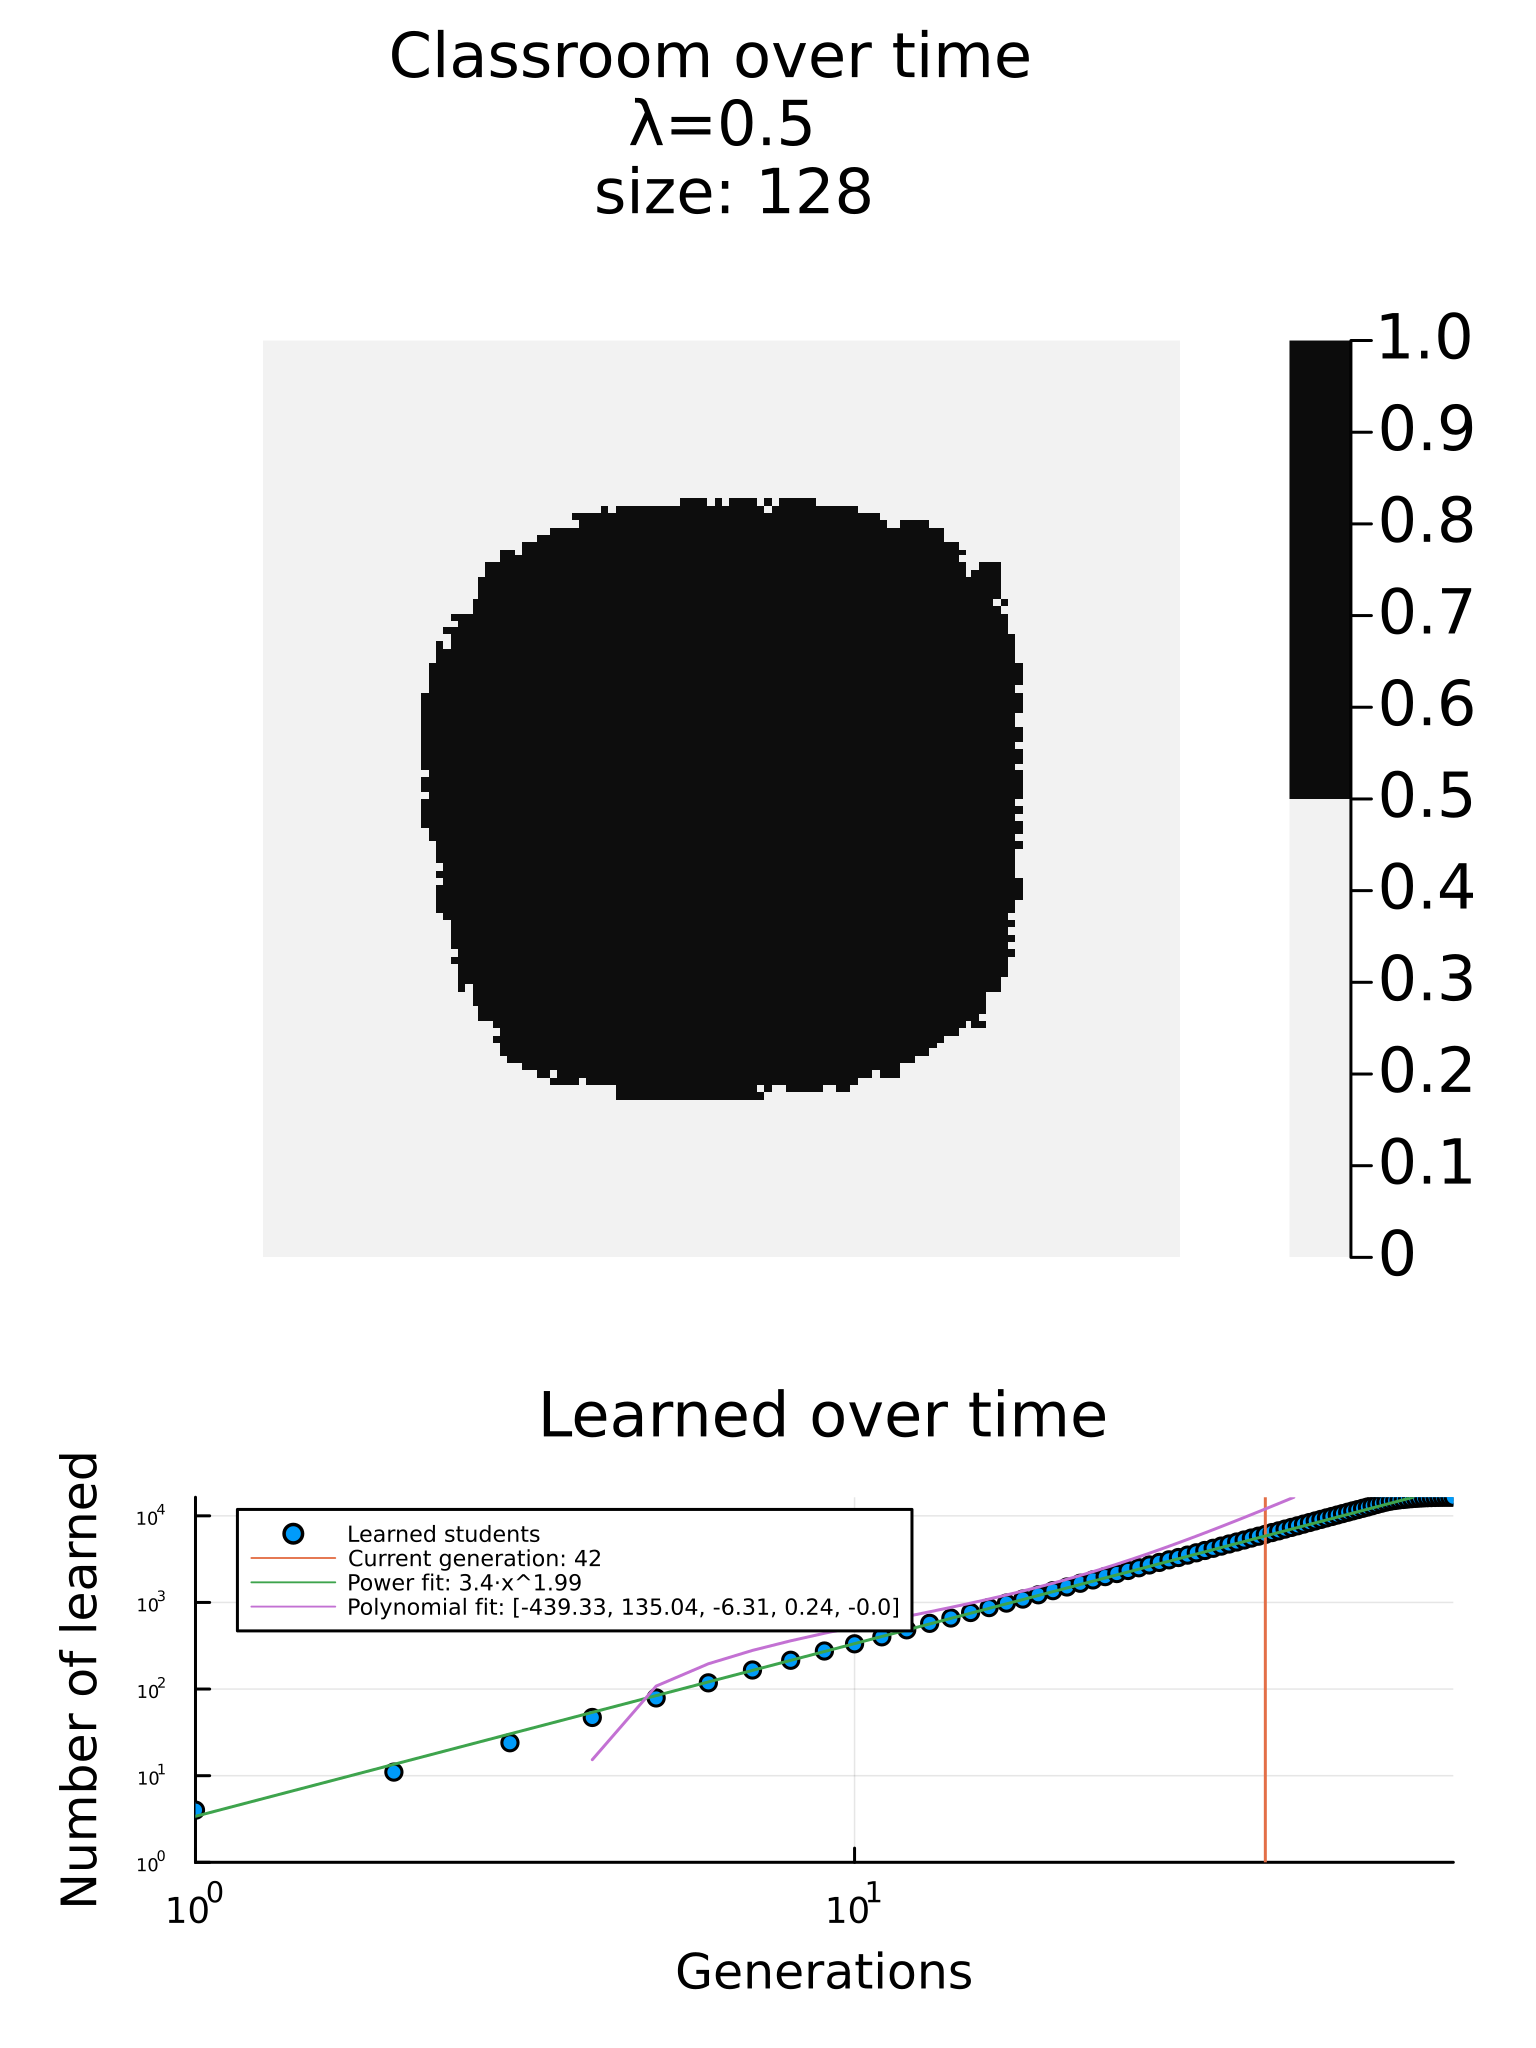 Classroom over time
λ=0.5
size: 128
1.0
0.9
0.8
0.7
0.6
0.5
0.4
0.3
0.2
0.1
0
Learned over time
Number of learned
10^4
10^3
10^2
10^1
10^0
Learned students
Current generation: 42
Power fit: 3.4·x^1.99
Polynomial fit: [-439.33, 135.04, -6.31, 0.24, -0.0]
10^0
10^1
Generations